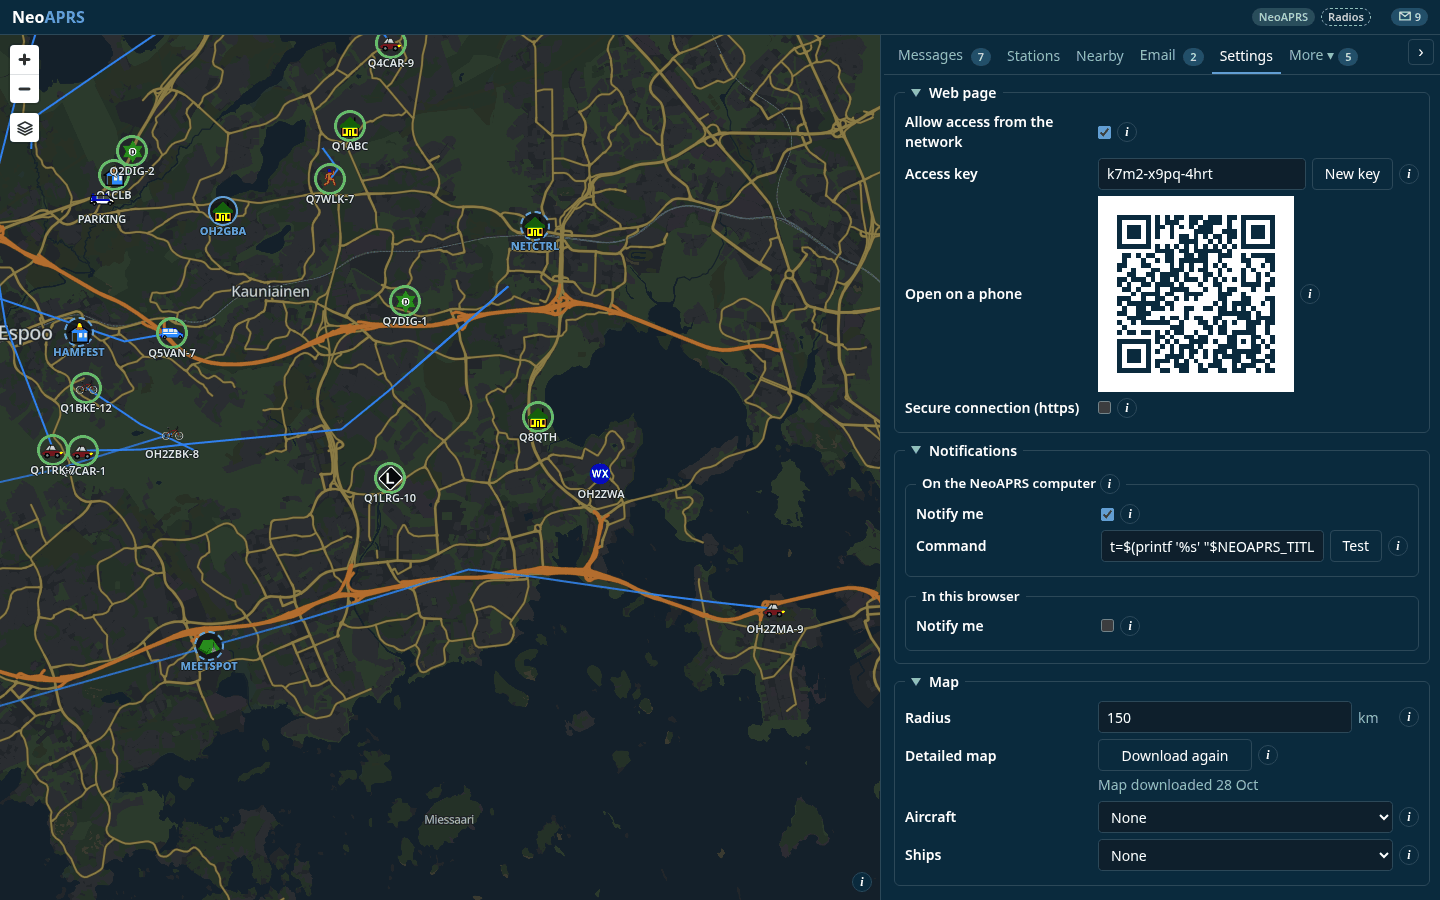 NeoAPRS
NeoAPRS
Radios
9
Messages 7
Stations
Nearby
Email 2
Settings
More ▾ 5
Q4CAR-9
Q1ABC
Q2DIG-2
Q1CLB
PARKING
Q7WLK-7
OH2GBA
NETCTRL
Kauniainen
Q7DIG-1
Espoo
HAMFEST
Q5VAN-7
Q1BKE-12
Q8QTH
OH2ZBK-8
Q1TRK-7
CAR-1
L
Q1LRG-10
WX
OH2ZWA
OH2ZMA-9
MEETSPOT
Miessaari
Web page
Allow access from the
network
Access key
k7m2-x9pq-4hrt
New key
Open on a phone
Secure connection (https)
Notifications
On the NeoAPRS computer
Notify me
Command
t=$(printf '%s' "$NEOAPRS_TITL
Test
In this browser
Notify me
Map
Radius
150
km
Detailed map
Download again
Map downloaded 28 Oct
Aircraft
None
Ships
None